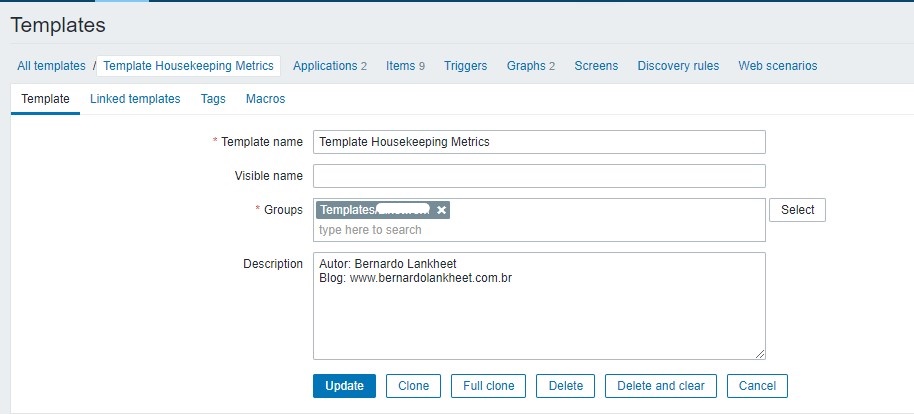 Templates
All templates / Template Housekeeping Metrics Applications 2 Items 9 Triggers Graphs 2 Screens Discovery rules Web scenarios
Template Linked templates Tags Macros
* Template name Template Housekeeping Metrics
Visible name
* Groups Templates/ × Select
type here to search
Description Autor: Bernardo Lankheet
Blog: www.bernardolankheet.com.br
Update Clone Full clone Delete Delete and clear Cancel